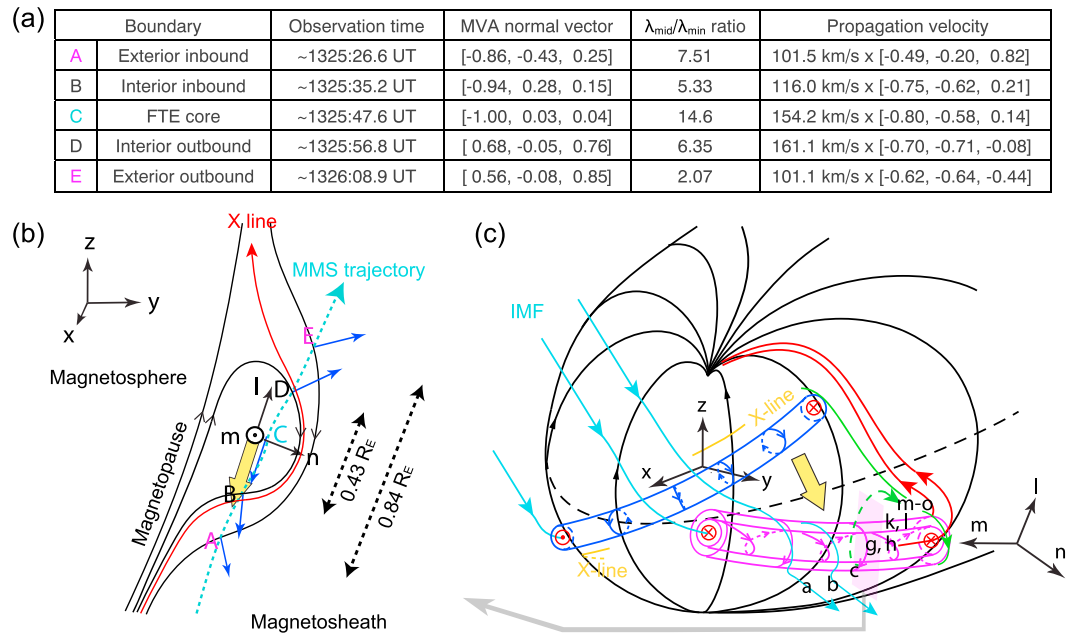 (a)
Boundary Observation time MVA normal vector λmid/λmin ratio Propagation velocity
A Exterior inbound ~1325:26.6 UT [-0.86, -0.43, 0.25] 7.51 101.5 km/s x [-0.49, -0.20, 0.82]
B Interior inbound ~1325:35.2 UT [-0.94, 0.28, 0.15] 5.33 116.0 km/s x [-0.75, -0.62, 0.21]
C FTE core ~1325:47.6 UT [-1.00, 0.03, 0.04] 14.6 154.2 km/s x [-0.80, -0.58, 0.14]
D Interior outbound ~1325:56.8 UT [ 0.68, -0.05, 0.76] 6.35 161.1 km/s x [-0.70, -0.71, -0.08]
E Exterior outbound ~1326:08.9 UT [ 0.56, -0.08, 0.85] 2.07 101.1 km/s x [-0.62, -0.64, -0.44]
(b)
X line
z
y
x
MMS trajectory
E
Magnetosphere
l
D
m
C
n
B
A
Magnetopause
0.43 RE
0.84 RE
Magnetosheath
(c)
IMF
X-line
z
x
y
X-line
m-o
k, l
g, h
c
b
a
l
m
n